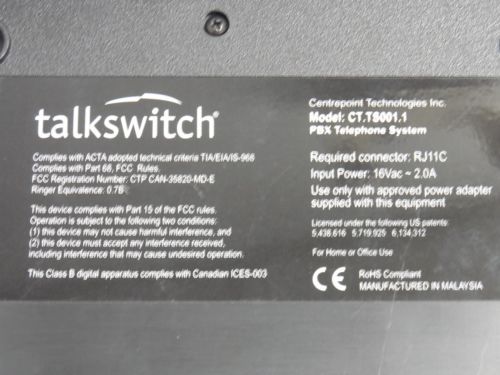 talkswitch
Complies with ACTA adopted technical criteria TIA/EIA/IS-968
Complies with Part 68, FCC Rules.
FCC Registration Number: CTP CAN-35820-MD-E
Ringer Equivalence: 0.7B
This device complies with Part 15 of the FCC rules.
Operation is subject to the following two conditions:
(1) this device may not cause harmful interference, and
(2) this device must accept any interference received,
including interference that may cause undesired operation.
This Class B digital apparatus complies with Canadian ICES-003
Centrepoint Technologies Inc.
Model: CT.TS001.1
PBX Telephone System
Required connector: RJ11C
Input Power: 16Vac ~ 2.0A
Use only with approved power adapter
supplied with this equipment
Licensed under the following US patents:
5,438,616 5,719,925 6,134,312
For Home or Office Use
CE
RoHS Compliant
MANUFACTURED IN MALAYSIA